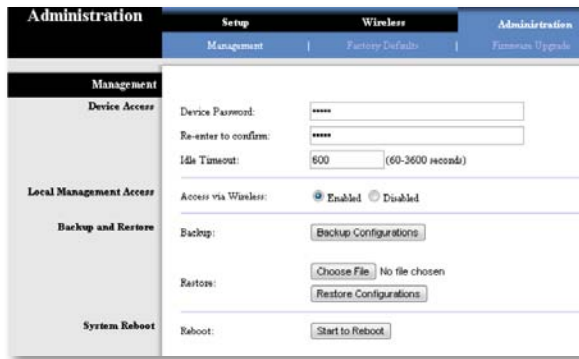 Administration
Setup Wireless Administration
Management | Factory Defaults | Firmware Upgrade
Management
Device Access
Device Password: •••••
Re-enter to confirm: •••••
Idle Timeout: 600 (60-3600 seconds)
Local Management Access
Access via Wireless: Enabled Disabled
Backup and Restore
Backup: Backup Configurations
Restore: Choose File No file chosen
Restore Configurations
System Reboot
Reboot: Start to Reboot